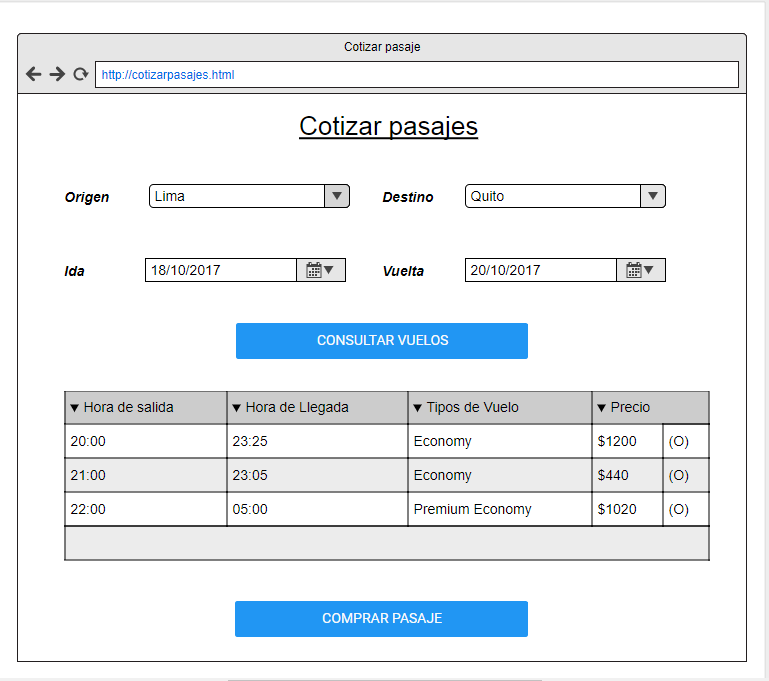 Cotizar pasaje
http://cotizarpasajes.html
Cotizar pasajes
Origen Lima Destino Quito
Ida 18/10/2017 Vuelta 20/10/2017
CONSULTAR VUELOS
Hora de salida Hora de Llegada Tipos de Vuelo Precio
20:00 23:25 Economy $1200 (O)
21:00 23:05 Economy $440 (O)
22:00 05:00 Premium Economy $1020 (O)
COMPRAR PASAJE